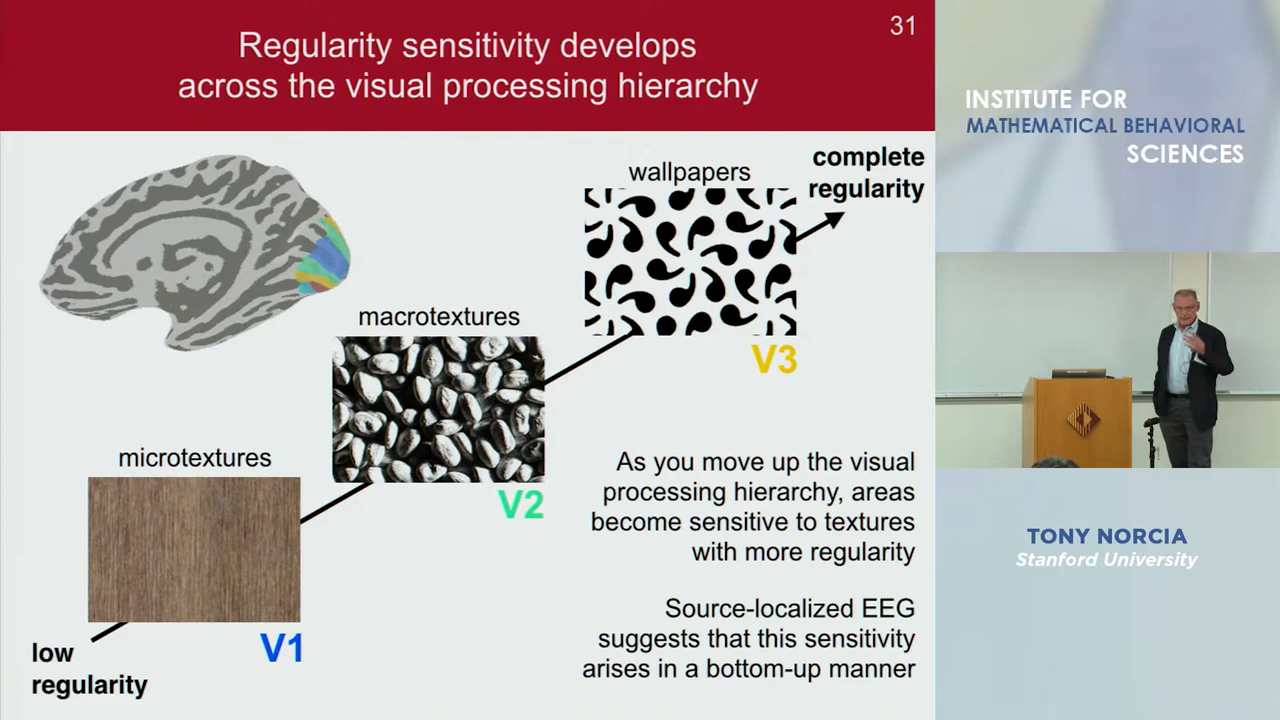 31
Regularity sensitivity develops
across the visual processing hierarchy
INSTITUTE FOR
MATHEMATICAL BEHAVIORAL
SCIENCES
complete
regularity
wallpapers
V3
macrotextures
V2
microtextures
V1
low
regularity
As you move up the visual
processing hierarchy, areas
become sensitive to textures
with more regularity
Source-localized EEG
suggests that this sensitivity
arises in a bottom-up manner
TONY NORCIA
Stanford University